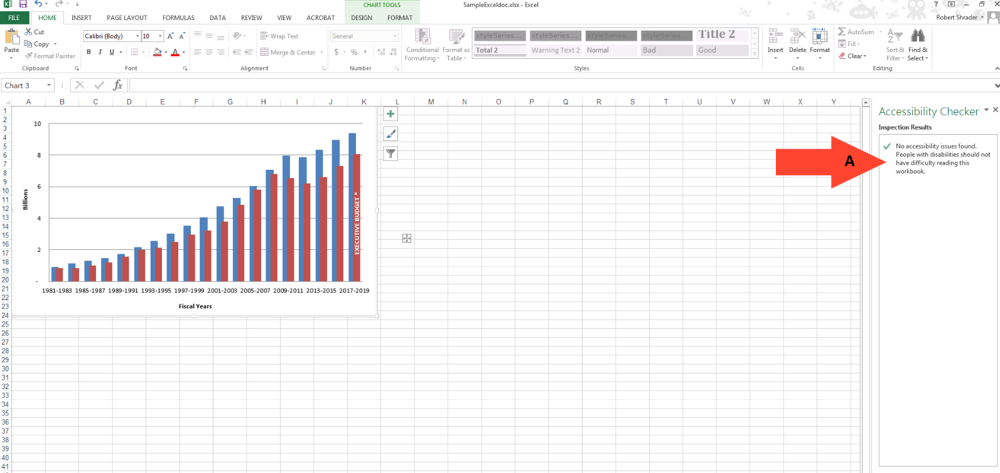 SampleExceldoc.xlsx - Excel
CHART TOOLS
?
FILE HOME INSERT PAGE LAYOUT FORMULAS DATA REVIEW VIEW ACROBAT DESIGN FORMAT
Robert Shrader
Paste
Cut
Copy
Format Painter
Clipboard
Calibri (Body) 10 A A
B I U A
Font
Wrap Text
Merge & Center
Alignment
General
$ % , .00 .0
Number
Conditional Formatting
Format as Table
styleSeries... styleSeries... styleSeries... styleSeries... Title 2
Total 2 Warning Text 2 Normal Bad Good
Styles
Insert Delete Format
Cells
AutoSum
Fill
Clear
Sort & Filter
Find & Select
Editing
Chart 3
fx
A B C D E F G H I J K L M N O P Q R S T U V W X Y
1
2
3
4
5
6
7
8
9
10
11
12
13
14
15
16
17
18
19
20
21
22
23
24
25
26
27
28
29
30
31
32
33
34
35
36
37
38
39
40
41
10
8
6
4
2
-
Billions
EXECUTIVE BUDGET *
1981-1983 1985-1987 1989-1991 1993-1995 1997-1999 2001-2003 2005-2007 2009-2011 2013-2015 2017-2019
Fiscal Years
Accessibility Checker
Inspection Results
No accessibility issues found.
People with disabilities should not
have difficulty reading this
workbook.
A